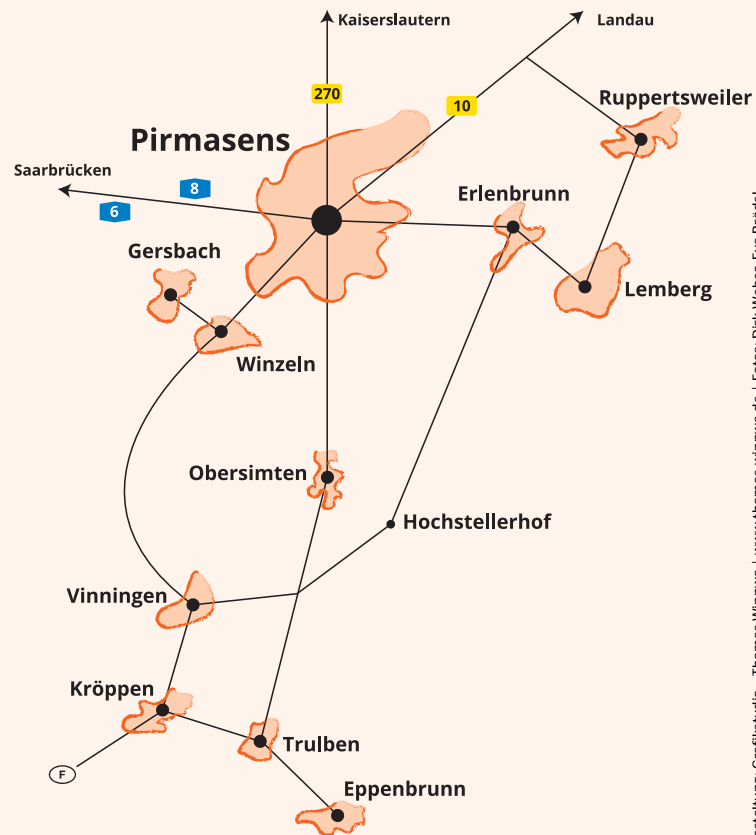 Kaiserslautern
Landau
270
10
Ruppertsweiler
Pirmasens
Saarbrücken
8
6
Erlenbrunn
Gersbach
Lemberg
Winzeln
Obersimten
Hochstellerhof
Vinningen
Kröppen
Trulben
F
Eppenbrunn